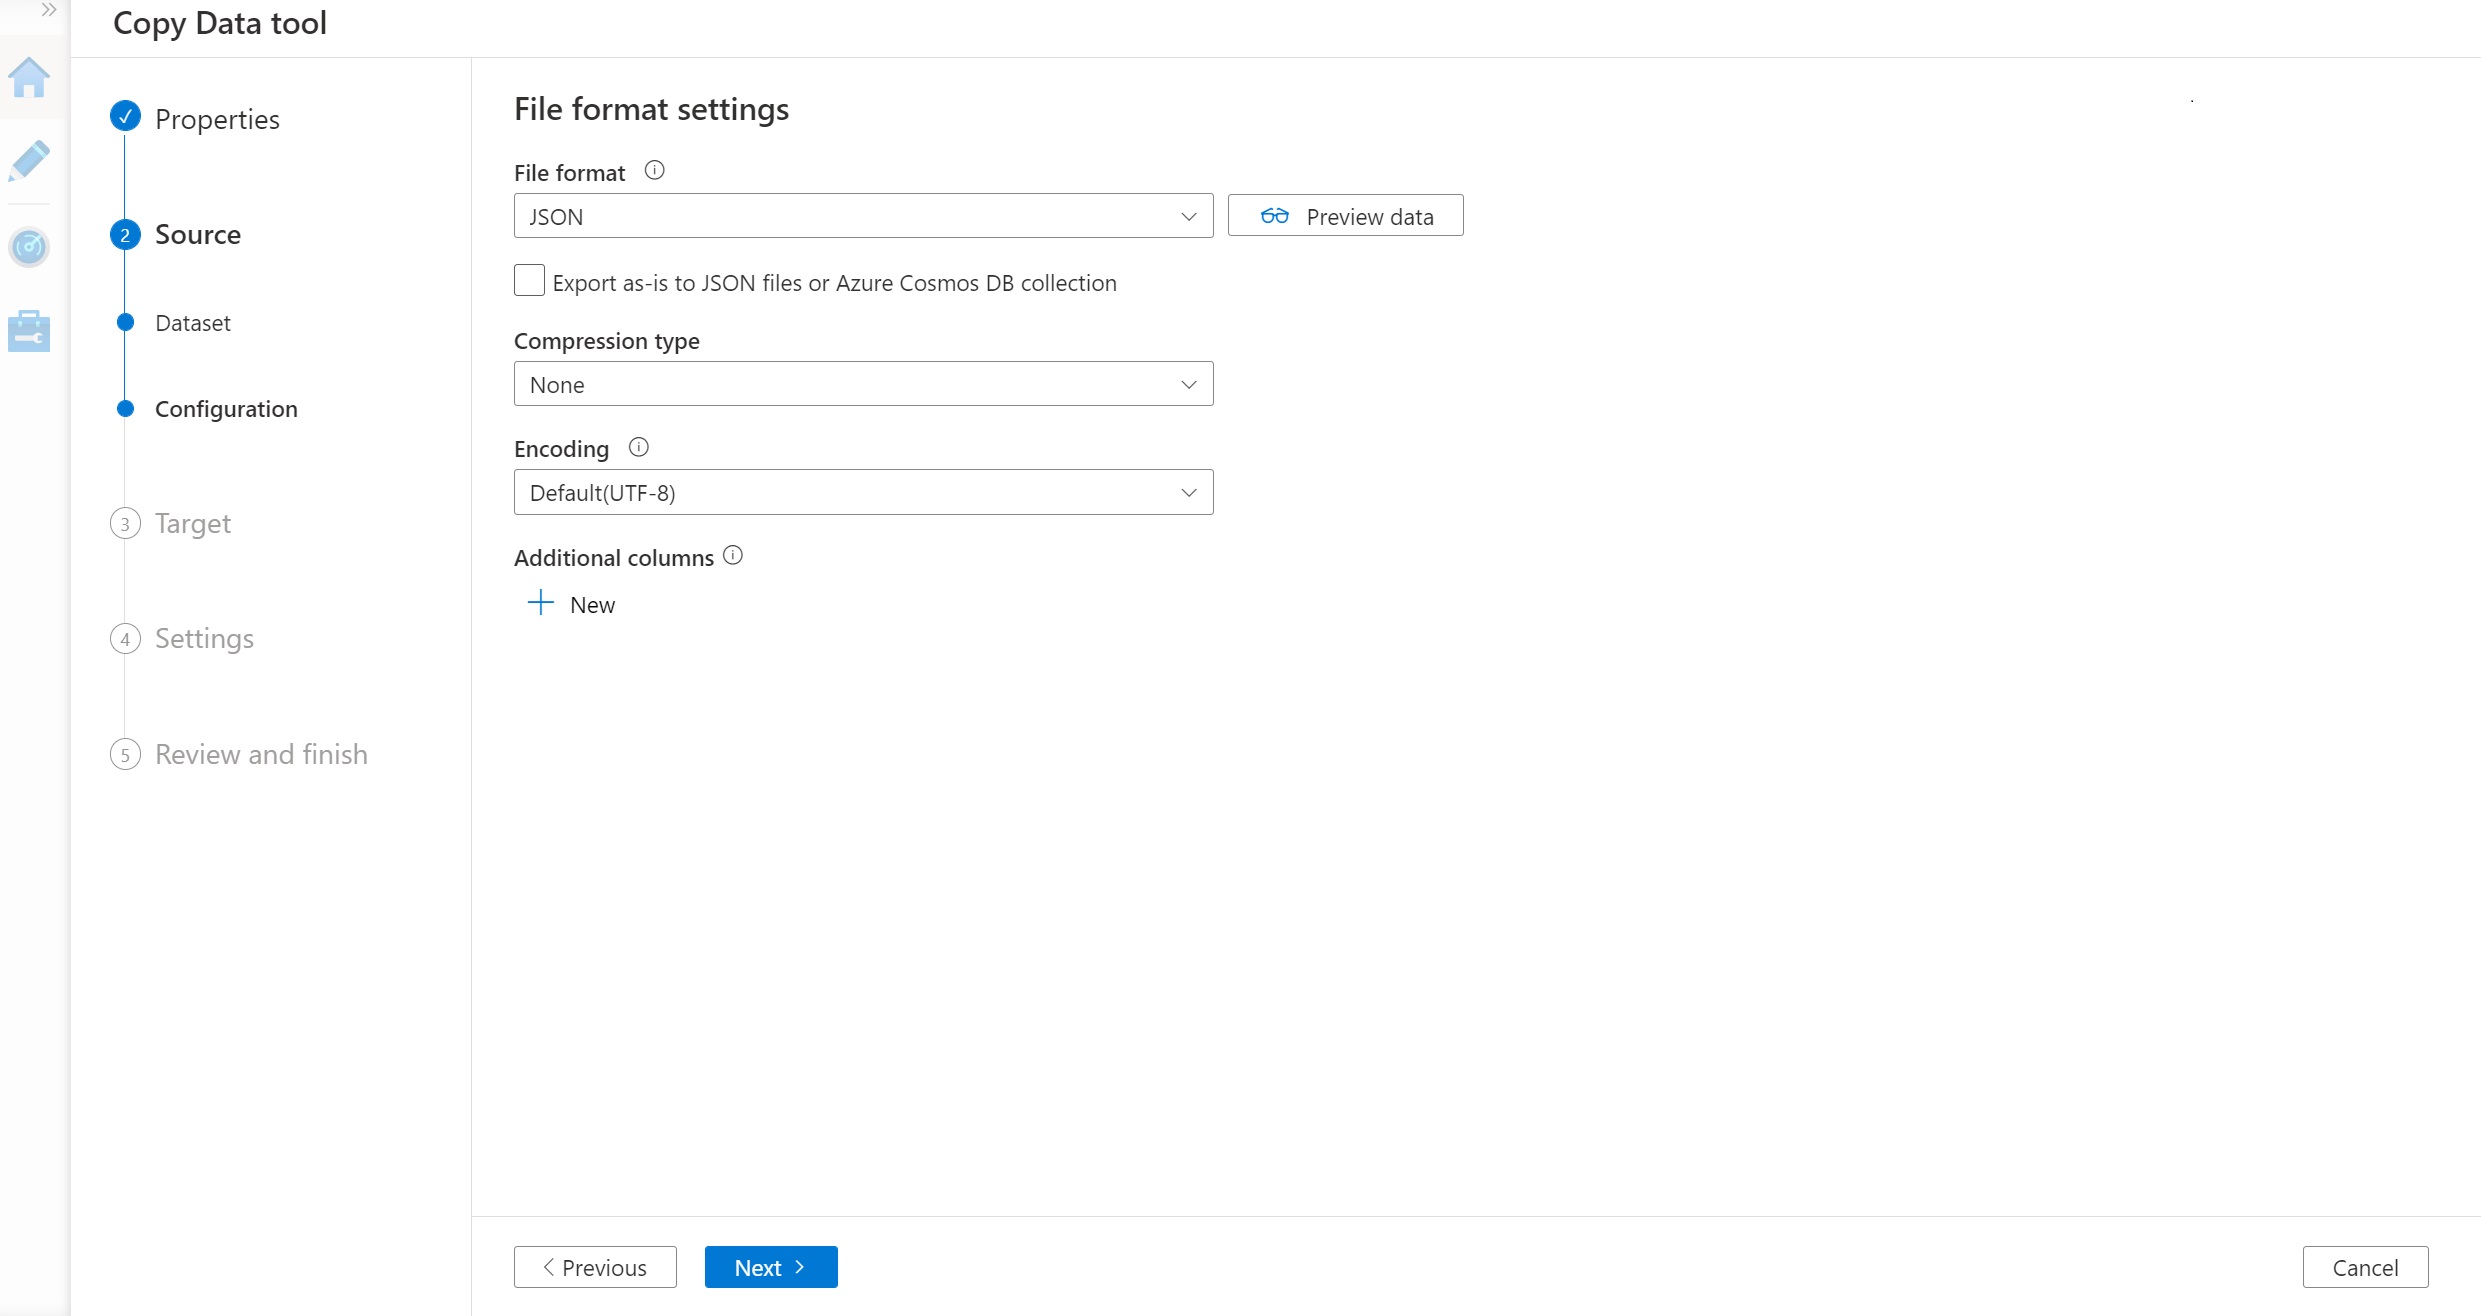 Copy Data tool
Properties
2 Source
Dataset
Configuration
3 Target
4 Settings
5 Review and finish
File format settings
File format
JSON
Preview data
Export as-is to JSON files or Azure Cosmos DB collection
Compression type
None
Encoding
Default(UTF-8)
Additional columns
New
Previous
Next
Cancel